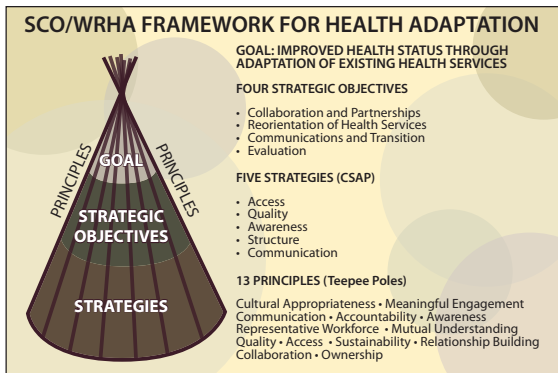 SCO/WRHA FRAMEWORK FOR HEALTH ADAPTATION
GOAL: IMPROVED HEALTH STATUS THROUGH
ADAPTATION OF EXISTING HEALTH SERVICES
FOUR STRATEGIC OBJECTIVES
• Collaboration and Partnerships
• Reorientation of Health Services
• Communications and Transition
• Evaluation
FIVE STRATEGIES (CSAP)
• Access
• Quality
• Awareness
• Structure
• Communication
13 PRINCIPLES (Teepee Poles)
Cultural Appropriateness • Meaningful Engagement
Communication • Accountability • Awareness
Representative Workforce • Mutual Understanding
Quality • Access • Sustainability • Relationship Building
Collaboration • Ownership
PRINCIPLES
PRINCIPLES
GOAL
STRATEGIC
OBJECTIVES
STRATEGIES